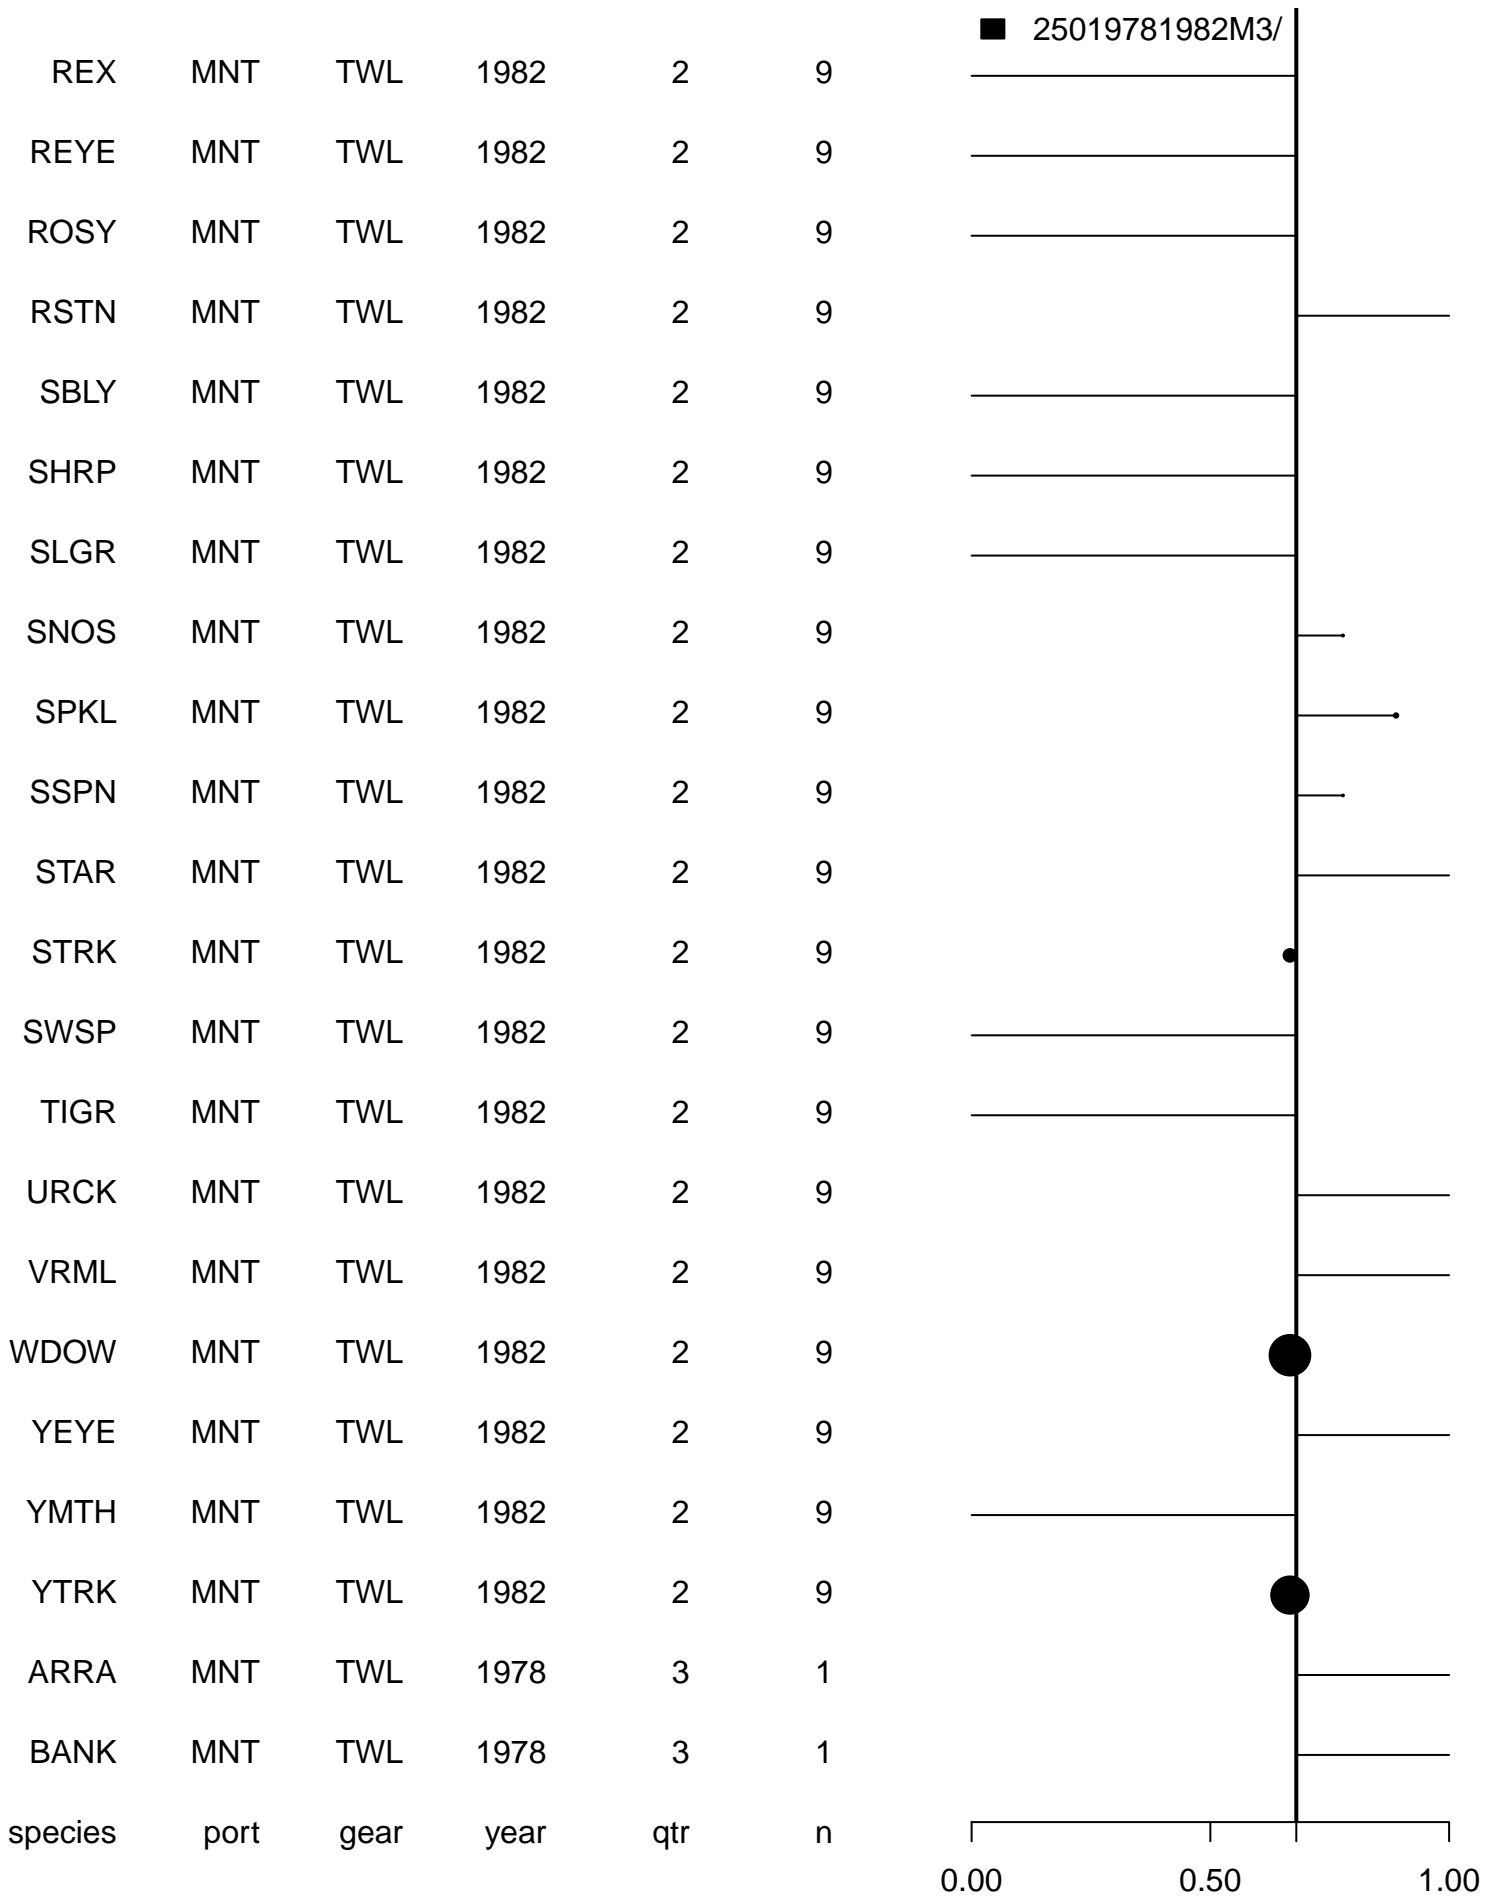 25019781982M3/
REX MNT TWL 1982 2 9
REYE MNT TWL 1982 2 9
ROSY MNT TWL 1982 2 9
RSTN MNT TWL 1982 2 9
SBLY MNT TWL 1982 2 9
SHRP MNT TWL 1982 2 9
SLGR MNT TWL 1982 2 9
SNOS MNT TWL 1982 2 9
SPKL MNT TWL 1982 2 9
SSPN MNT TWL 1982 2 9
STAR MNT TWL 1982 2 9
STRK MNT TWL 1982 2 9
SWSP MNT TWL 1982 2 9
TIGR MNT TWL 1982 2 9
URCK MNT TWL 1982 2 9
VRML MNT TWL 1982 2 9
WDOW MNT TWL 1982 2 9
YEYE MNT TWL 1982 2 9
YMTH MNT TWL 1982 2 9
YTRK MNT TWL 1982 2 9
ARRA MNT TWL 1978 3 1
BANK MNT TWL 1978 3 1
species port gear year qtr n
0.00 0.50 1.00